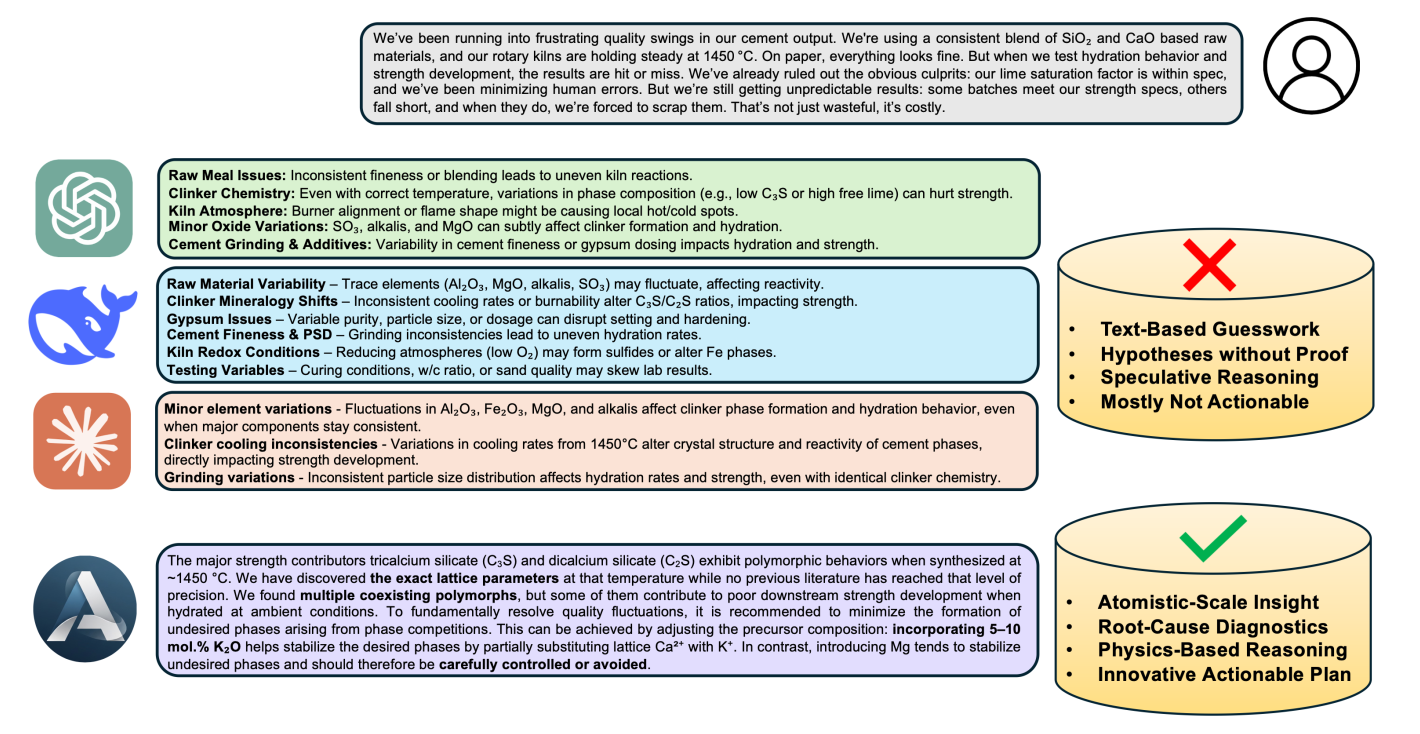 We've been running into frustrating quality swings in our cement output. We're using a consistent blend of SiO₂ and CaO based raw
materials, and our rotary kilns are holding steady at 1450 °C. On paper, everything looks fine. But when we test hydration behavior and
strength development, the results are hit or miss. We've already ruled out the obvious culprits: our lime saturation factor is within spec,
and we've been minimizing human errors. But we're still getting unpredictable results: some batches meet our strength specs, others
fall short, and when they do, we're forced to scrap them. That's not just wasteful, it's costly.
Raw Meal Issues: Inconsistent fineness or blending leads to uneven kiln reactions.
Clinker Chemistry: Even with correct temperature, variations in phase composition (e.g., low C₃S or high free lime) can hurt strength.
Kiln Atmosphere: Burner alignment or flame shape might be causing local hot/cold spots.
Minor Oxide Variations: SO₃, alkalis, and MgO can subtly affect clinker formation and hydration.
Cement Grinding & Additives: Variability in cement fineness or gypsum dosing impacts hydration and strength.
Raw Material Variability – Trace elements (Al₂O₃, MgO, alkalis, SO₃) may fluctuate, affecting reactivity.
Clinker Mineralogy Shifts – Inconsistent cooling rates or burnability alter C₃S/C₂S ratios, impacting strength.
Gypsum Issues – Variable purity, particle size, or dosage can disrupt setting and hardening.
Cement Fineness & PSD – Grinding inconsistencies lead to uneven hydration rates.
Kiln Redox Conditions – Reducing atmospheres (low O₂) may form sulfides or alter Fe phases.
Testing Variables – Curing conditions, w/c ratio, or sand quality may skew lab results.
Minor element variations - Fluctuations in Al₂O₃, Fe₂O₃, MgO, and alkalis affect clinker phase formation and hydration behavior, even
when major components stay consistent.
Clinker cooling inconsistencies - Variations in cooling rates from 1450°C alter crystal structure and reactivity of cement phases,
directly impacting strength development.
Grinding variations - Inconsistent particle size distribution affects hydration rates and strength, even with identical clinker chemistry.
• Text-Based Guesswork
• Hypotheses without Proof
• Speculative Reasoning
• Mostly Not Actionable
The major strength contributors tricalcium silicate (C₃S) and dicalcium silicate (C₂S) exhibit polymorphic behaviors when synthesized at
~1450 °C. We have discovered the exact lattice parameters at that temperature while no previous literature has reached that level of
precision. We found multiple coexisting polymorphs, but some of them contribute to poor downstream strength development when
hydrated at ambient conditions. To fundamentally resolve quality fluctuations, it is recommended to minimize the formation of
undesired phases arising from phase competitions. This can be achieved by adjusting the precursor composition: incorporating 5–10
mol.% K₂O helps stabilize the desired phases by partially substituting lattice Ca²⁺ with K⁺. In contrast, introducing Mg tends to stabilize
undesired phases and should therefore be carefully controlled or avoided.
• Atomistic-Scale Insight
• Root-Cause Diagnostics
• Physics-Based Reasoning
• Innovative Actionable Plan